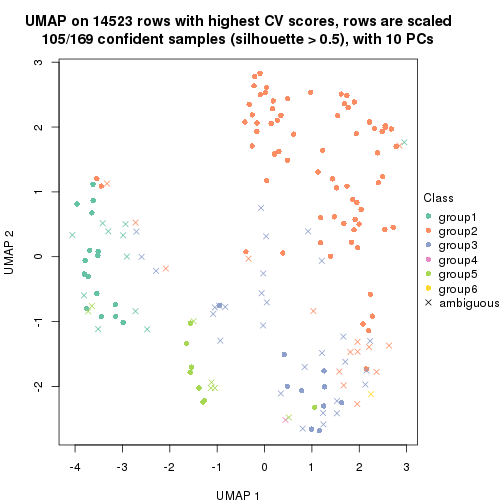 UMAP on 14523 rows with highest CV scores, rows are scaled
105/169 confident samples (silhouette > 0.5), with 10 PCs
3
2
1
0
-1
-2
UMAP 2
-4
-3
-2
-1
0
1
2
3
UMAP 1
Class
group1
group2
group3
group4
group5
group6
ambiguous